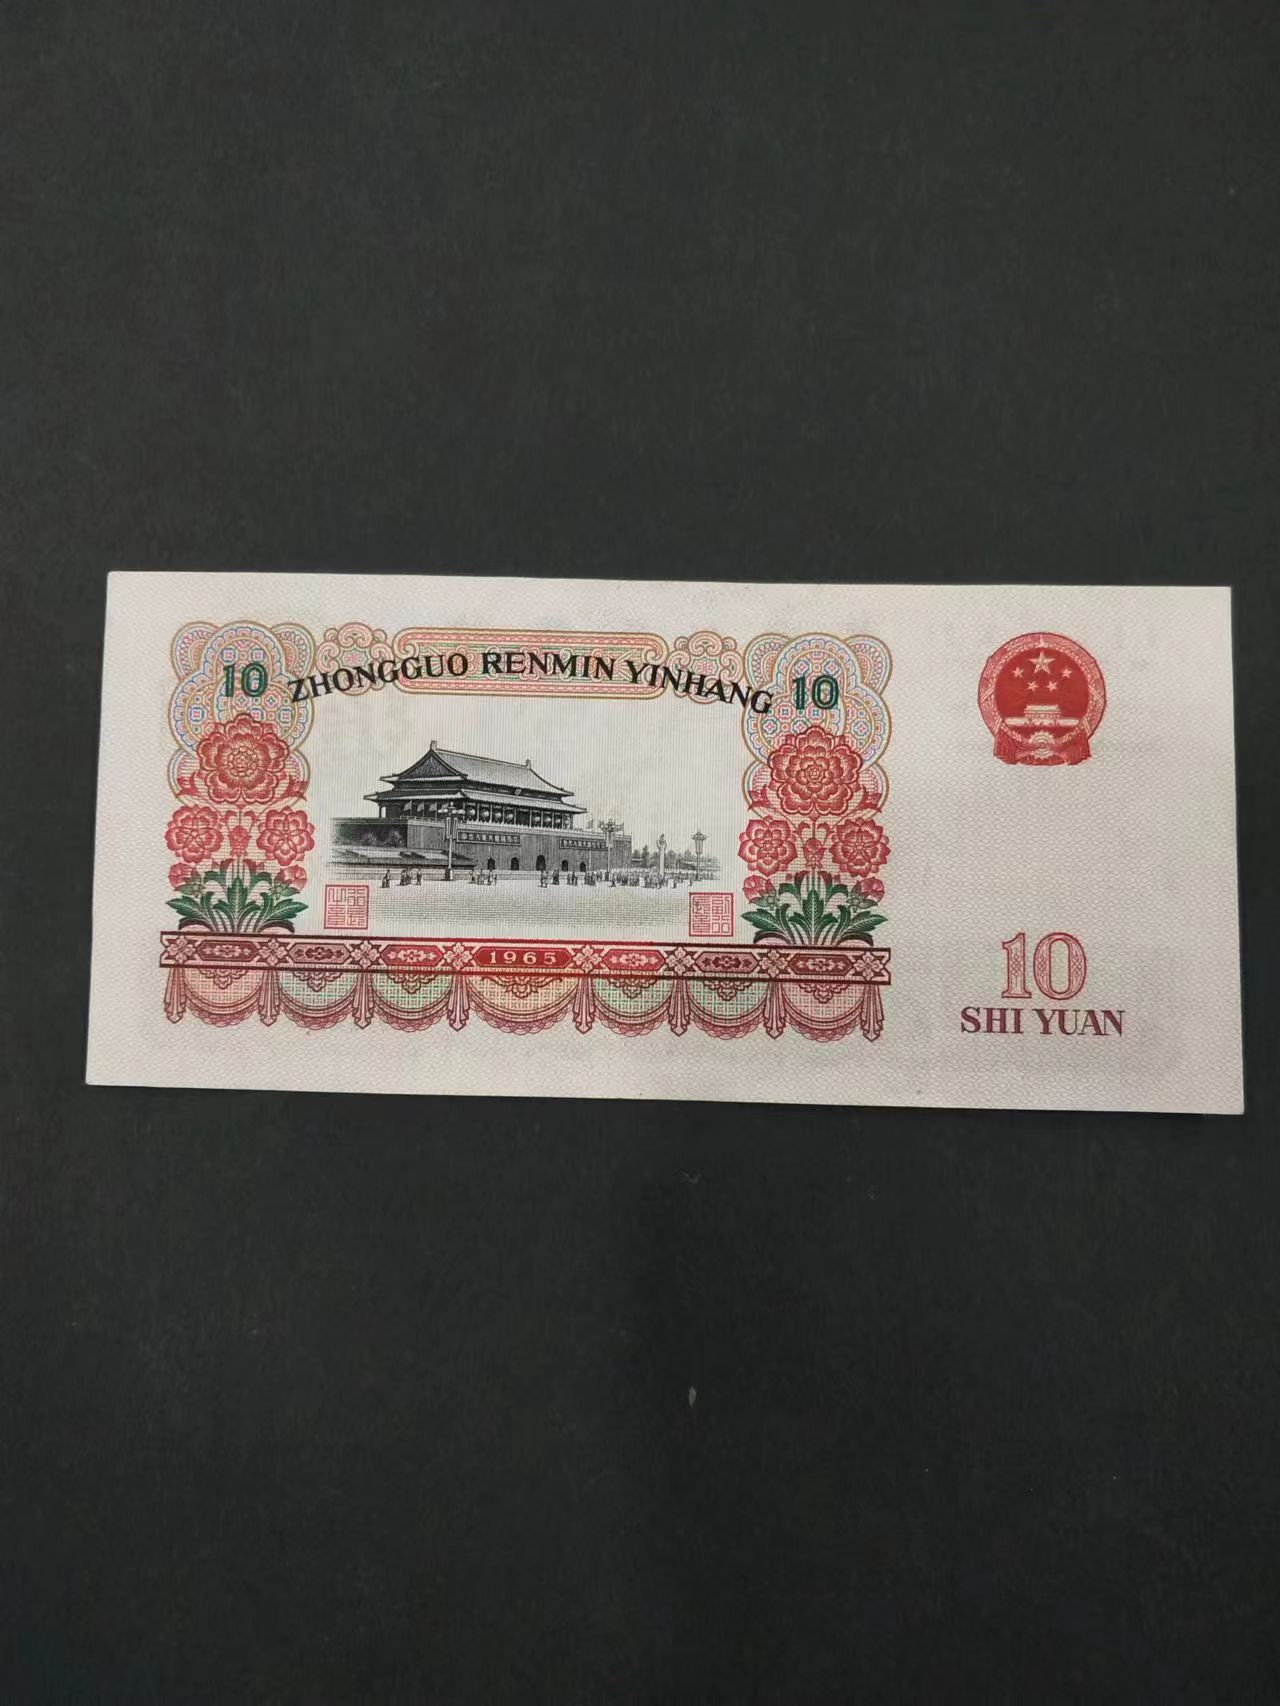 10 ZHONGGUO RENMIN YINHANG 10
1965
10
SHI YUAN